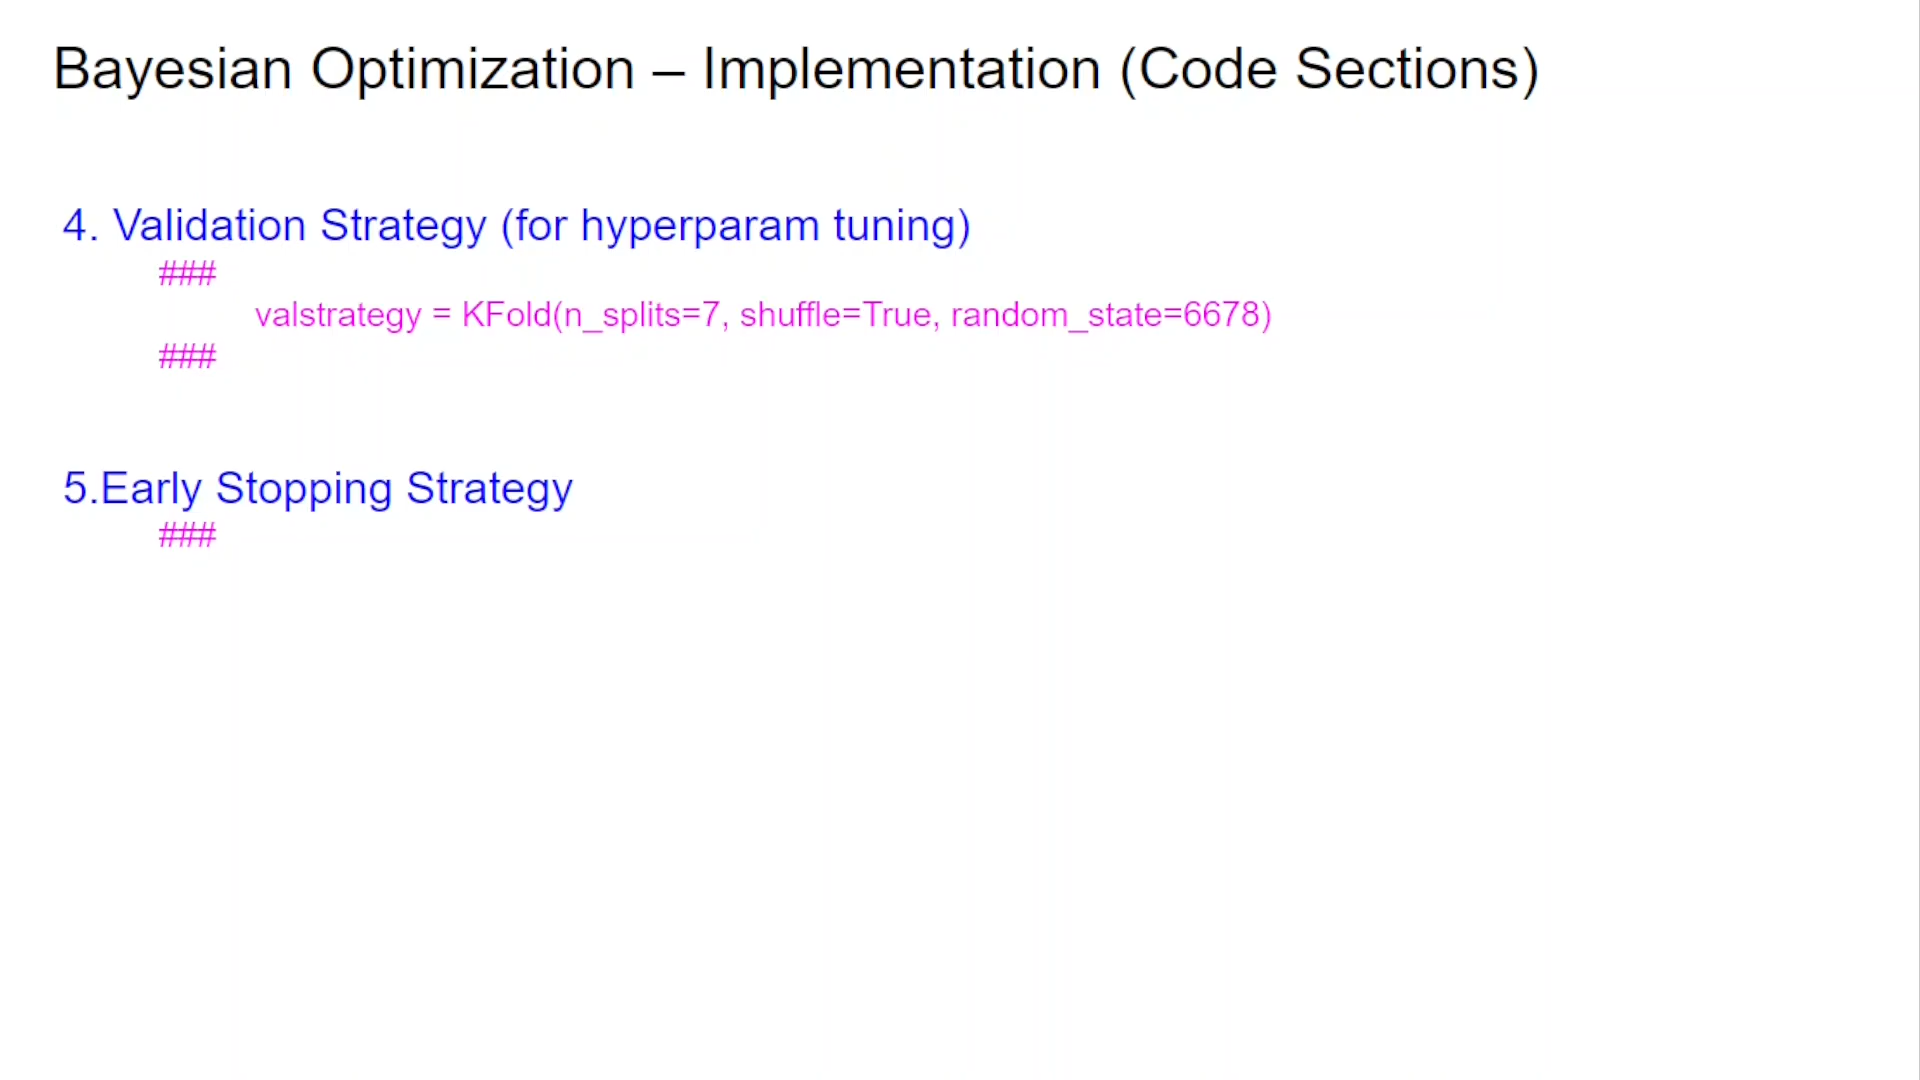 Bayesian Optimization – Implementation (Code Sections)
4. Validation Strategy (for hyperparam tuning)
###
valstrategy = KFold(n_splits=7, shuffle=True, random_state=6678)
###
5.Early Stopping Strategy
###